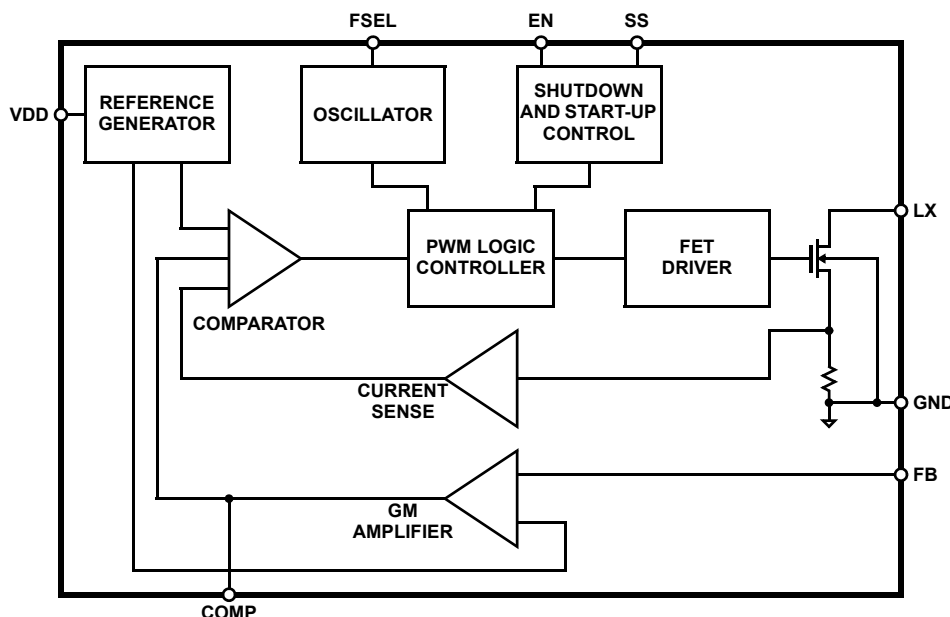 FSEL
EN
SS
VDD
REFERENCE
GENERATOR
OSCILLATOR
SHUTDOWN
AND START-UP
CONTROL
LX
PWM LOGIC
CONTROLLER
FET
DRIVER
COMPARATOR
CURRENT
SENSE
GND
FB
GM
AMPLIFIER
COMP